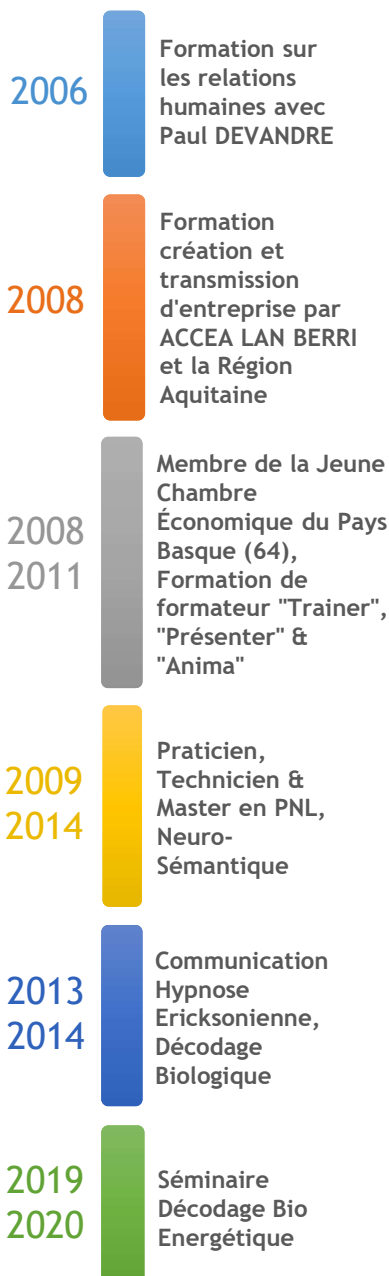 2006
Formation sur
les relations
humaines avec
Paul DEVANDRE
2008
Formation
création et
transmission
d'entreprise par
ACCEA LAN BERRI
et la Région
Aquitaine
2008
2011
Membre de la Jeune
Chambre
Économique du Pays
Basque (64),
Formation de
formateur "Trainer",
"Présenter" &
"Anima"
2009
2014
Praticien,
Technicien &
Master en PNL,
Neuro-
Sémantique
2013
2014
Communication
Hypnose
Ericksonienne,
Décodage
Biologique
2019
2020
Séminaire
Décodage Bio
Energétique